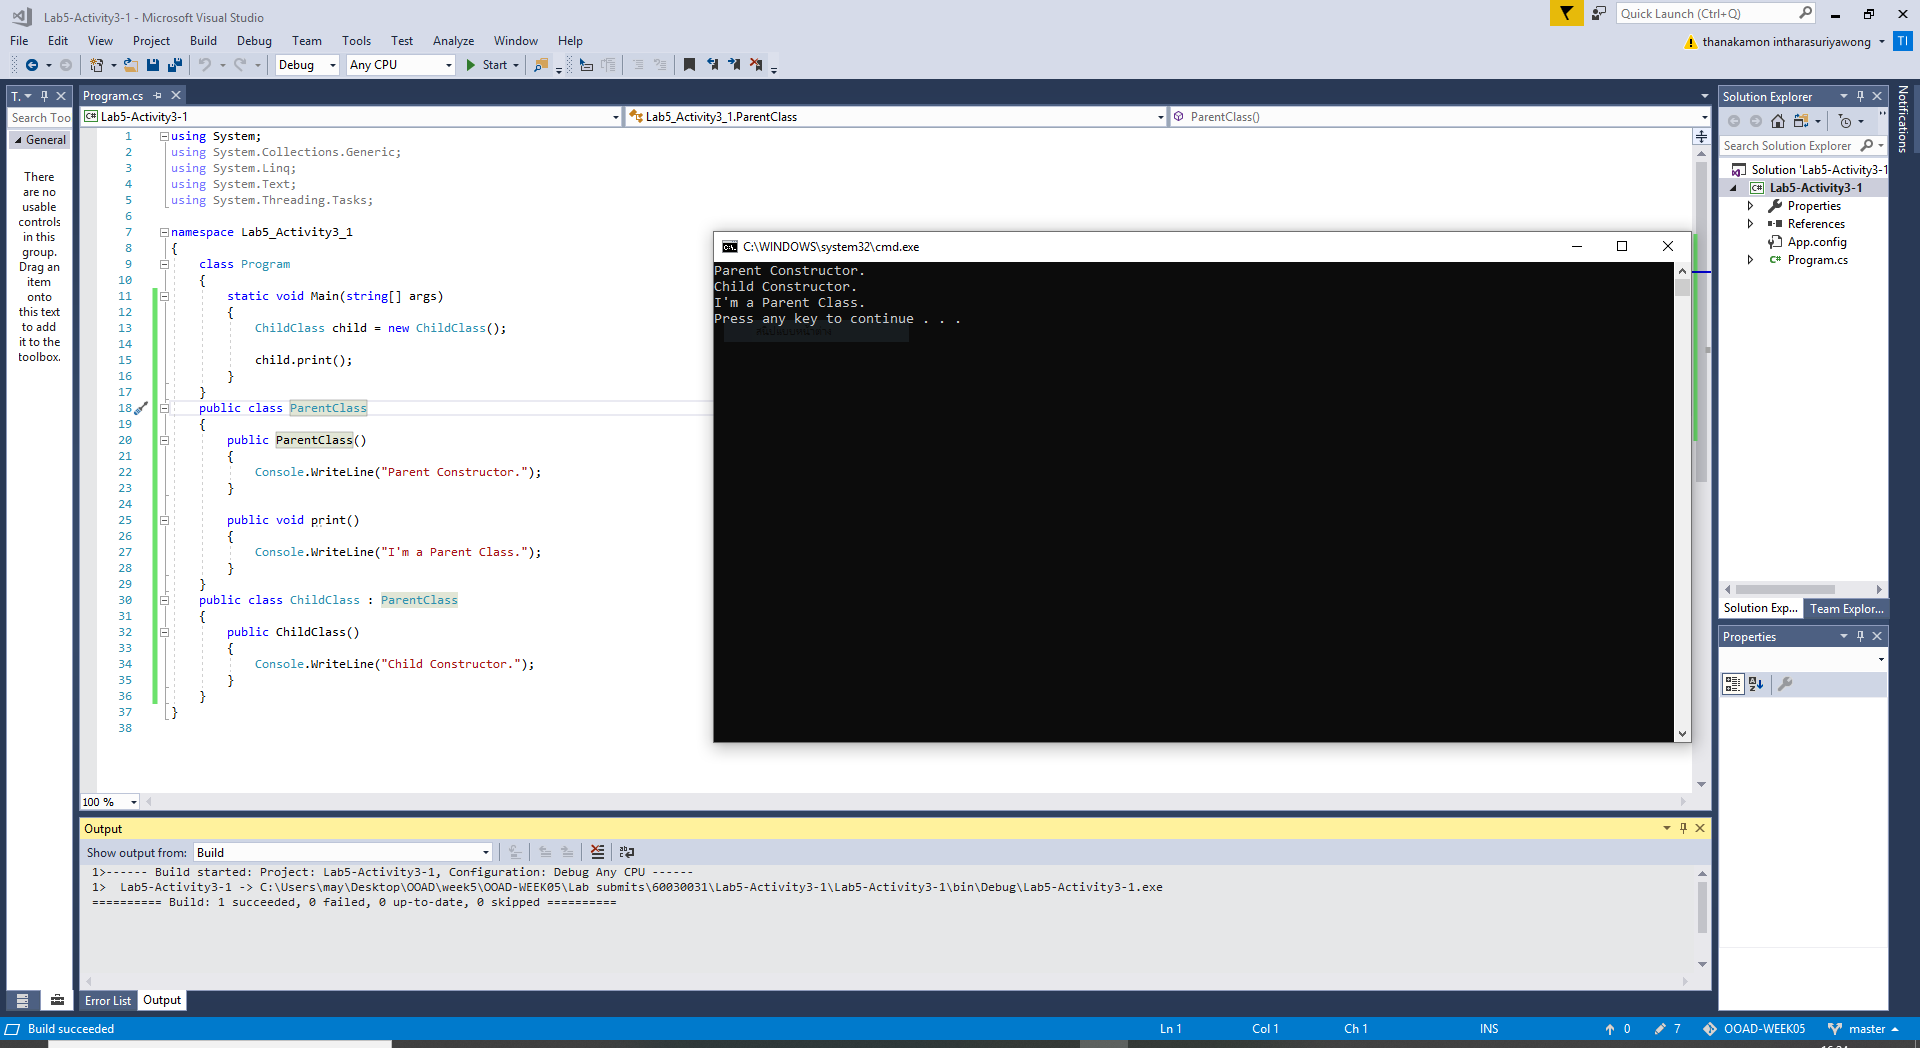 Lab5-Activity3-1 - Microsoft Visual Studio
Quick Launch (Ctrl+Q)
File Edit View Project Build Debug Team Tools Test Analyze Window Help
thanakamon intharasuriyawong TI
Debug Any CPU Start
T.
Search Too
General
There
are no
usable
controls
in this
group.
Drag an
item
onto
this text
to add
it to the
toolbox.
Program.cs
C# Lab5-Activity3-1
Lab5_Activity3_1.ParentClass
ParentClass()
1 using System;
2 using System.Collections.Generic;
3 using System.Linq;
4 using System.Text;
5 using System.Threading.Tasks;
6
7 namespace Lab5_Activity3_1
8 {
9 class Program
10 {
11 static void Main(string[] args)
12 {
13 ChildClass child = new ChildClass();
14
15 child.print();
16 }
17 }
18 public class ParentClass
19 {
20 public ParentClass()
21 {
22 Console.WriteLine("Parent Constructor.");
23 }
24
25 public void print()
26 {
27 Console.WriteLine("I'm a Parent Class.");
28 }
29 }
30 public class ChildClass : ParentClass
31 {
32 public ChildClass()
33 {
34 Console.WriteLine("Child Constructor.");
35 }
36 }
37 }
38
100 %
C:\WINDOWS\system32\cmd.exe
Parent Constructor.
Child Constructor.
I'm a Parent Class.
Press any key to continue . . .
Output
Show output from: Build
1>------ Build started: Project: Lab5-Activity3-1, Configuration: Debug Any CPU ------
1>  Lab5-Activity3-1 -> C:\Users\may\Desktop\OOAD\week5\OOAD-WEEK05\Lab submits\60030031\Lab5-Activity3-1\Lab5-Activity3-1\bin\Debug\Lab5-Activity3-1.exe
========== Build: 1 succeeded, 0 failed, 0 up-to-date, 0 skipped ==========
Error List Output
Solution Explorer
Search Solution Explorer
Solution 'Lab5-Activity3-1
C# Lab5-Activity3-1
Properties
References
App.config
C# Program.cs
Solution Exp... Team Explor...
Properties
Notifications
Build succeeded
Ln 1 Col 1 Ch 1 INS 0 7 OOAD-WEEK05 master